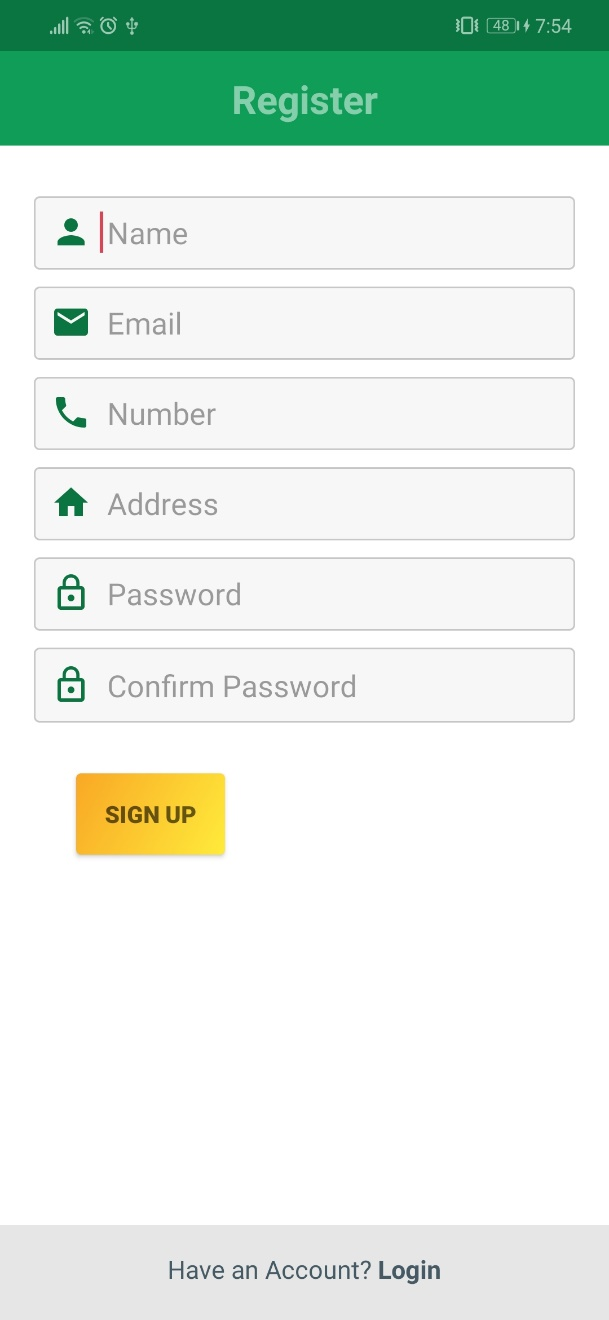 48 7:54
Register
Name
Email
Number
Address
Password
Confirm Password
SIGN UP
Have an Account? Login